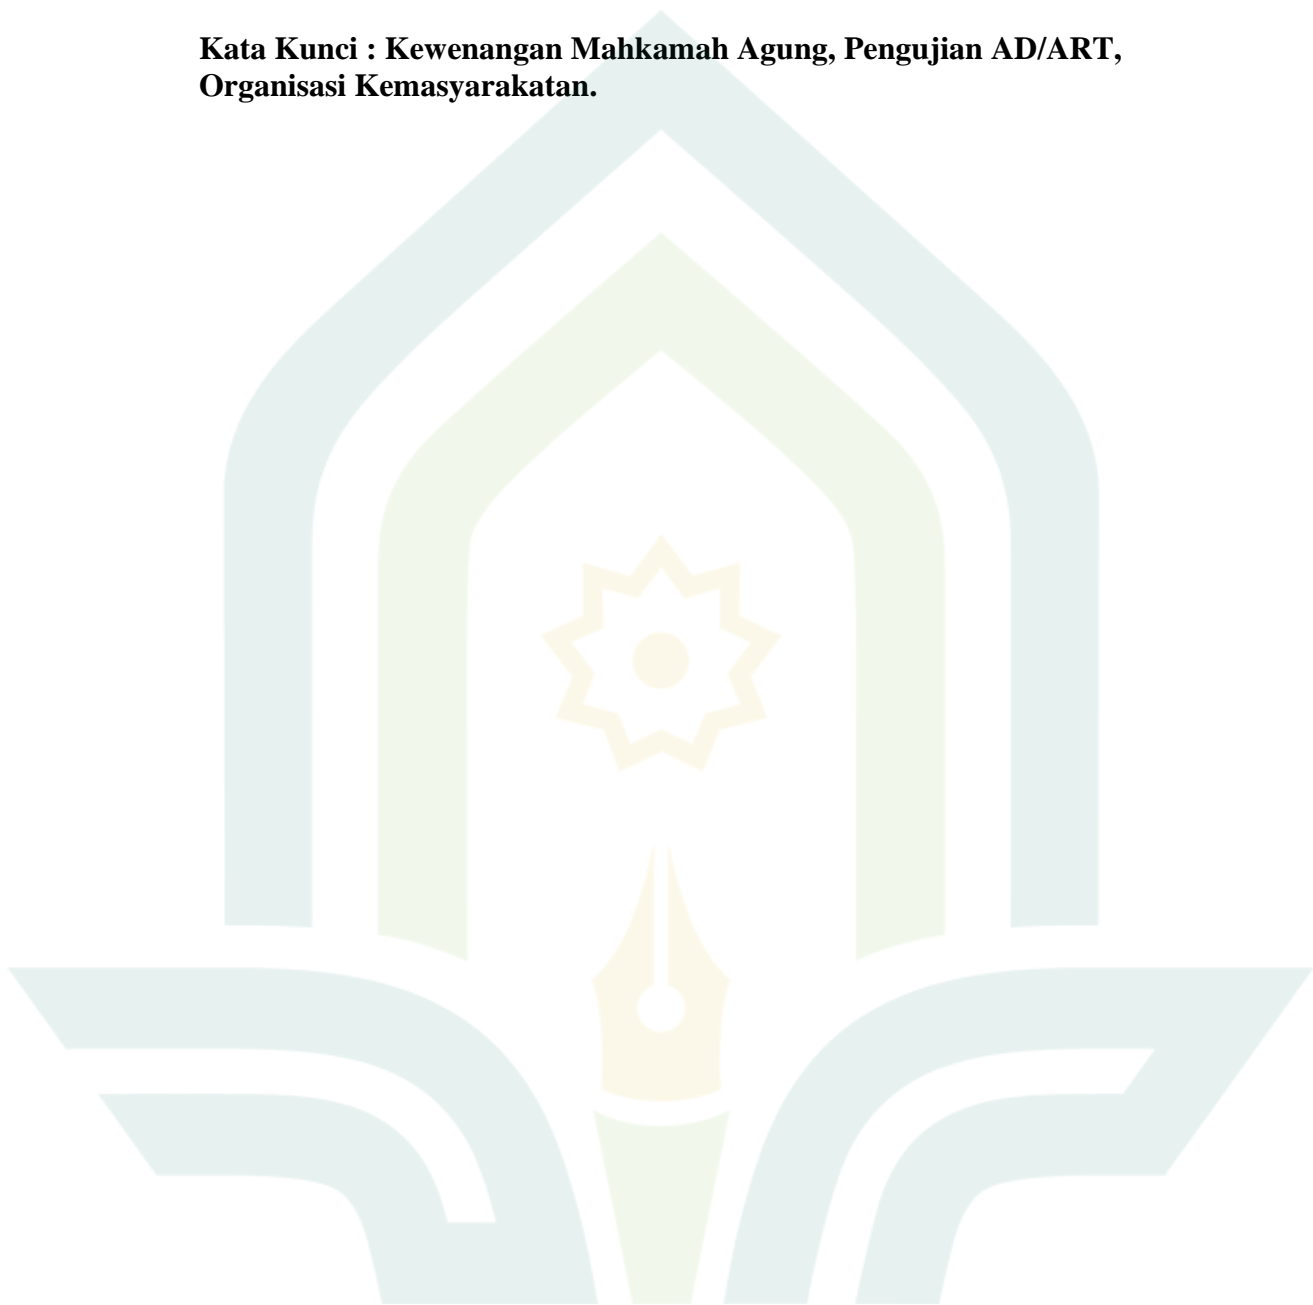 Kata Kunci : Kewenangan Mahkamah Agung, Pengujian AD/ART,
Organisasi Kemasyarakatan.